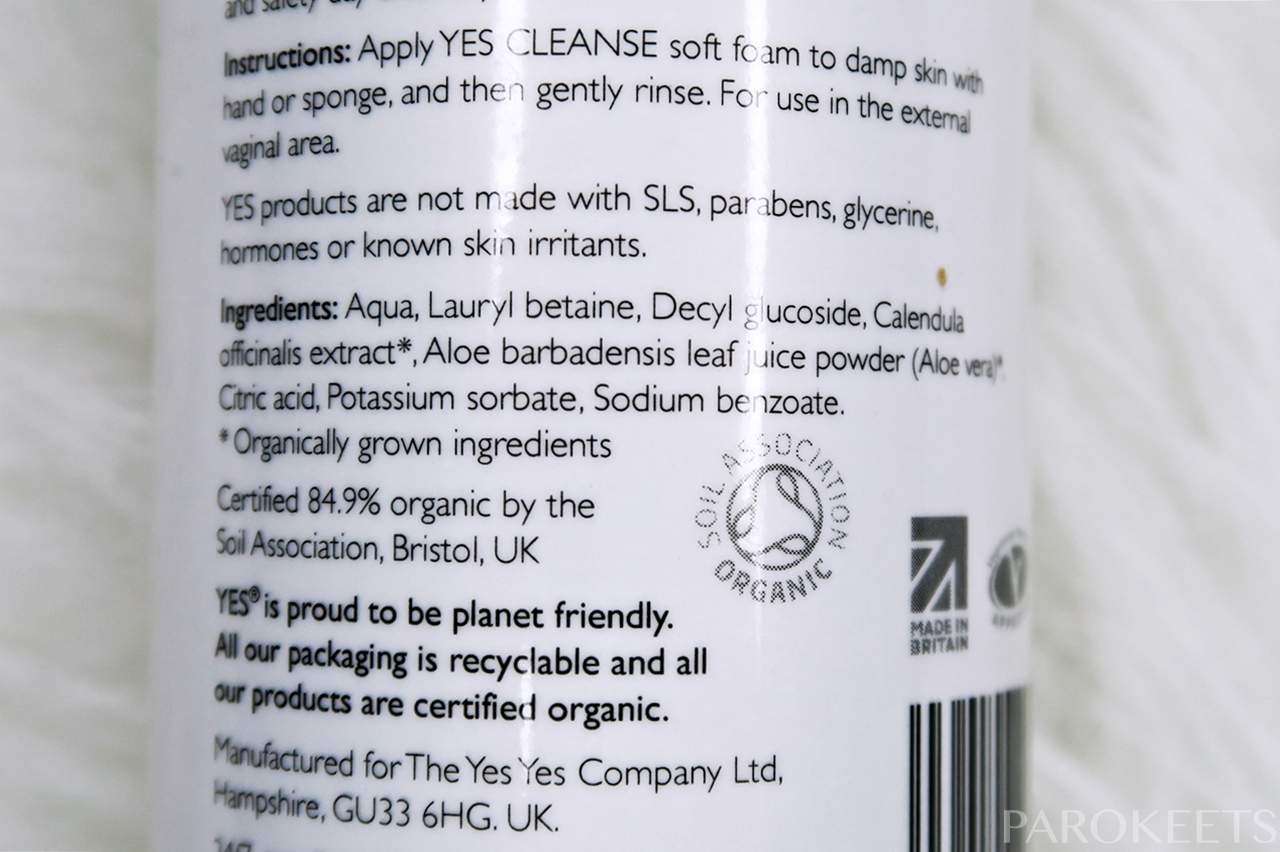 and safety
Instructions: Apply YES CLEANSE soft foam to damp skin with
hand or sponge, and then gently rinse. For use in the external
vaginal area.
YES products are not made with SLS, parabens, glycerine,
hormones or known skin irritants.
Ingredients: Aqua, Lauryl betaine, Decyl glucoside, Calendula
officinalis extract*, Aloe barbadensis leaf juice powder (Aloe vera)*,
Citric acid, Potassium sorbate, Sodium benzoate.
*Organically grown ingredients
SOIL ASSOCIATION
ORGANIC
Certified 84.9% organic by the
Soil Association, Bristol, UK
YES® is proud to be planet friendly.
All our packaging is recyclable and all
our products are certified organic.
MADE IN
BRITAIN
Manufactured for The Yes Yes Company Ltd,
Hampshire, GU33 6HG. UK.
PAROKEETS